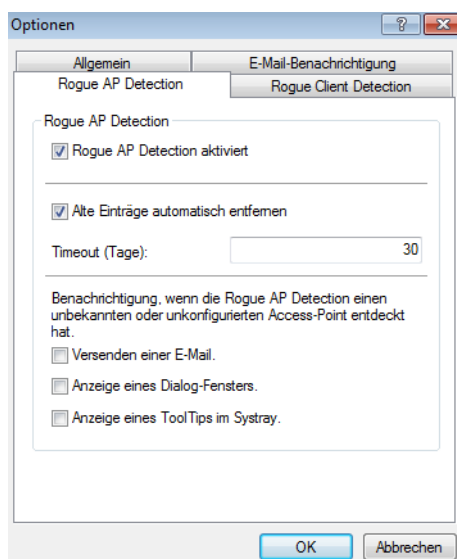 Optionen
Allgemein
E-Mail-Benachrichtigung
Rogue AP Detection
Rogue Client Detection
Rogue AP Detection
Rogue AP Detection aktiviert
Alte Einträge automatisch entfernen
Timeout (Tage):
30
Benachrichtigung, wenn die Rogue AP Detection einen
unbekannten oder unkonfigurierten Access-Point entdeckt
hat.
Versenden einer E-Mail.
Anzeige eines Dialog-Fensters.
Anzeige eines ToolTips im Systray.
OK
Abbrechen